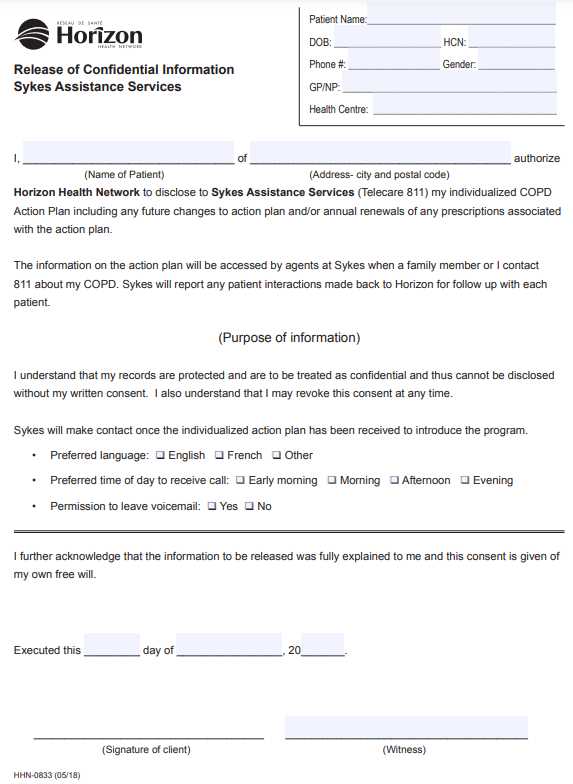 RÉSEAU DE SANTÉ
Horizon
HEALTH NETWORK
Release of Confidential Information
Sykes Assistance Services
Patient Name:
DOB: HCN:
Phone #: Gender:
GP/NP:
Health Centre:
I, of authorize
(Name of Patient) (Address- city and postal code)
Horizon Health Network to disclose to Sykes Assistance Services (Telecare 811) my individualized COPD
Action Plan including any future changes to action plan and/or annual renewals of any prescriptions associated
with the action plan.
The information on the action plan will be accessed by agents at Sykes when a family member or I contact
811 about my COPD. Sykes will report any patient interactions made back to Horizon for follow up with each
patient.
(Purpose of information)
I understand that my records are protected and are to be treated as confidential and thus cannot be disclosed
without my written consent. I also understand that I may revoke this consent at any time.
Sykes will make contact once the individualized action plan has been received to introduce the program.
• Preferred language: ❑ English ❑ French ❑ Other
• Preferred time of day to receive call: ❑ Early morning ❑ Morning ❑ Afternoon ❑ Evening
• Permission to leave voicemail: ❑ Yes ❑ No
I further acknowledge that the information to be released was fully explained to me and this consent is given of
my own free will.
Executed this ________ day of ________________, 20______.
(Signature of client) (Witness)
HHN-0833 (05/18)